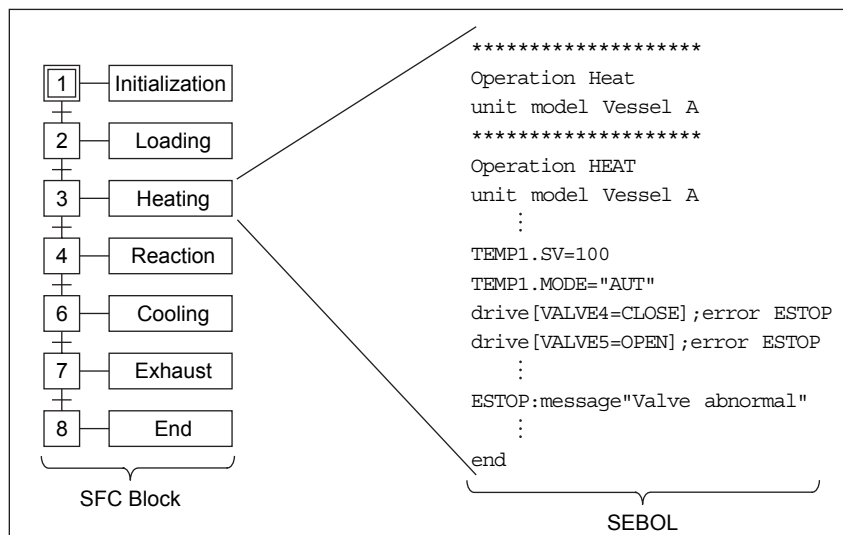 1 Initialization
2 Loading
3 Heating
4 Reaction
6 Cooling
7 Exhaust
8 End
SFC Block
********************
Operation Heat
unit model Vessel A
********************
Operation HEAT
unit model Vessel A
⋮
TEMP1.SV=100
TEMP1.MODE="AUT"
drive[VALVE4=CLOSE];error ESTOP
drive[VALVE5=OPEN];error ESTOP
⋮
ESTOP:message"Valve abnormal"
⋮
end
SEBOL